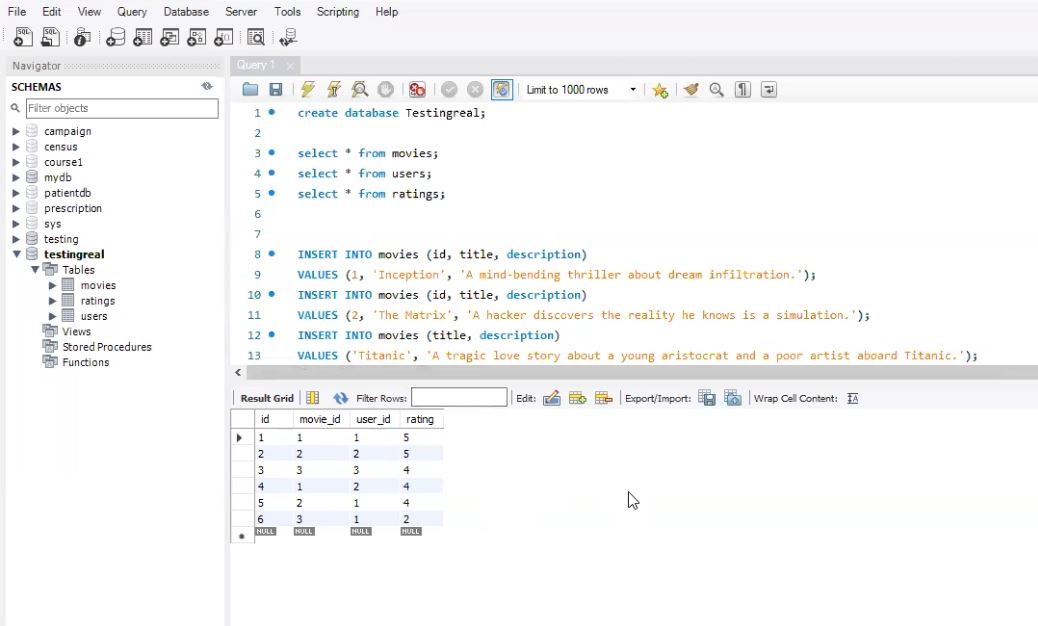 File Edit View Query Database Server Tools Scripting Help
Navigator
Query 1
SCHEMAS
Limit to 1000 rows
Filter objects
campaign
census
course1
mydb
patientdb
prescription
sys
testing
testingreal
Tables
movies
ratings
users
Views
Stored Procedures
Functions
1 create database Testingreal;
2
3 select * from movies;
4 select * from users;
5 select * from ratings;
6
7
8 INSERT INTO movies (id, title, description)
9 VALUES (1, 'Inception', 'A mind-bending thriller about dream infiltration.');
10 INSERT INTO movies (id, title, description)
11 VALUES (2, 'The Matrix', 'A hacker discovers the reality he knows is a simulation.');
12 INSERT INTO movies (title, description)
13 VALUES ('Titanic', 'A tragic love story about a young aristocrat and a poor artist aboard Titanic.');
Result Grid Filter Rows: Edit: Export/Import: Wrap Cell Content:
id movie_id user_id rating
1 1 1 5
2 2 2 5
3 3 3 4
4 1 2 4
5 2 1 4
6 3 1 2
NULL NULL NULL NULL